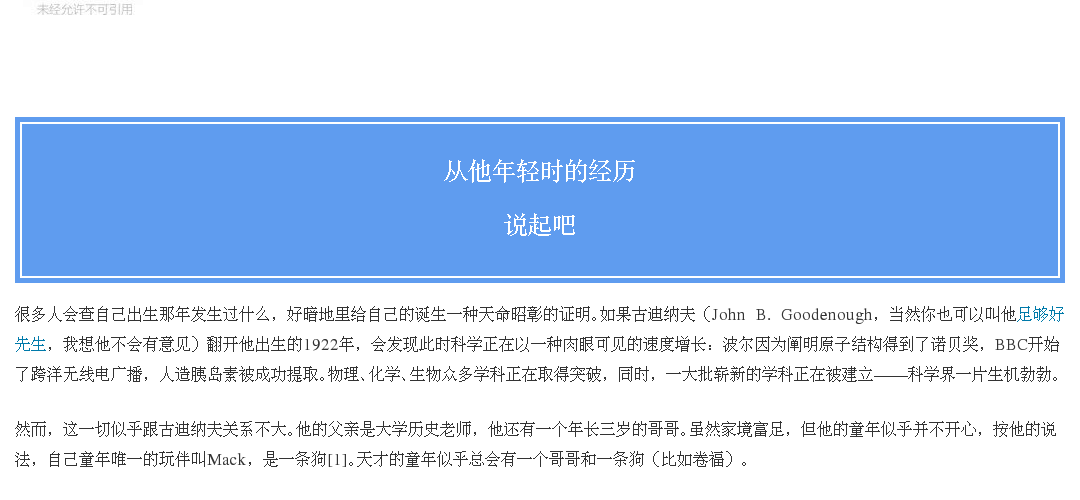 未经允许不可引用
从他年轻时的经历
说起吧
很多人会查自己出生那年发生过什么，好暗地里给自己的诞生一种天命昭彰的证明。如果古迪纳夫（John B. Goodenough，当然你也可以叫他足够好
先生，我想他不会有意见）翻开他出生的1922年，会发现此时科学正在以一种肉眼可见的速度增长：波尔因为阐明原子结构得到了诺贝奖，BBC开始
了跨洋无线电广播，人造胰岛素被成功提取。物理、化学、生物众多学科正在取得突破，同时，一大批崭新的学科正在被建立——科学界一片生机勃勃。
然而，这一切似乎跟古迪纳夫关系不大。他的父亲是大学历史老师，他还有一个年长三岁的哥哥。虽然家境富足，但他的童年似乎并不开心，按他的说
法，自己童年唯一的玩伴叫Mack，是一条狗[1]。天才的童年似乎总会有一个哥哥和一条狗（比如卷福）。